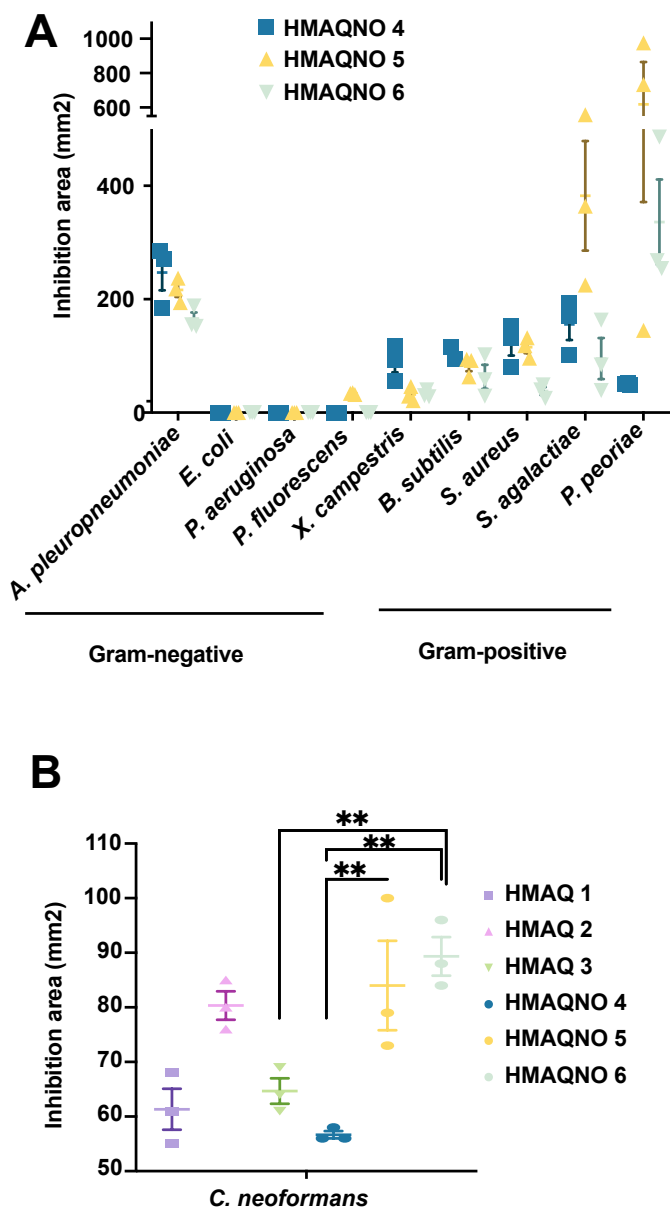 A
HMAQNO 4
HMAQNO 5
HMAQNO 6
Inhibition area (mm2)
1000
800
600
400
200
0
A. pleuropneumoniae
E. coli
P. aeruginosa
P. fluorescens
X. campestris
B. subtilis
S. aureus
S. agalactiae
P. peoriae
Gram-negative
Gram-positive
B
Inhibition area (mm2)
110
100
90
80
70
60
50
**
**
**
HMAQ 1
HMAQ 2
HMAQ 3
HMAQNO 4
HMAQNO 5
HMAQNO 6
C. neoformans